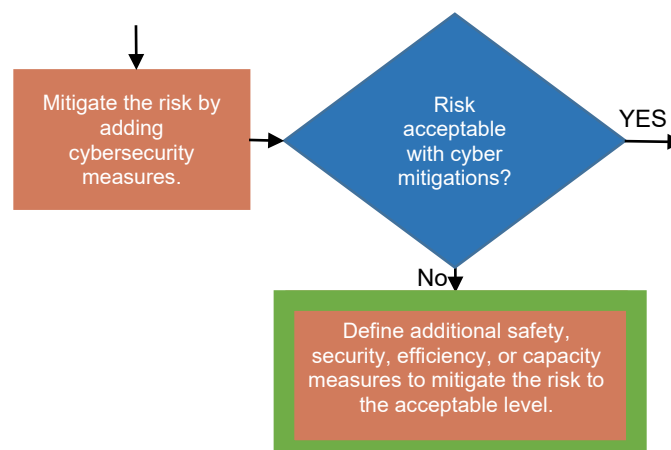 Mitigate the risk by
adding
cybersecurity
measures.
Risk
acceptable
with cyber
mitigations?
YES
No
Define additional safety,
security, efficiency, or capacity
measures to mitigate the risk to
the acceptable level.